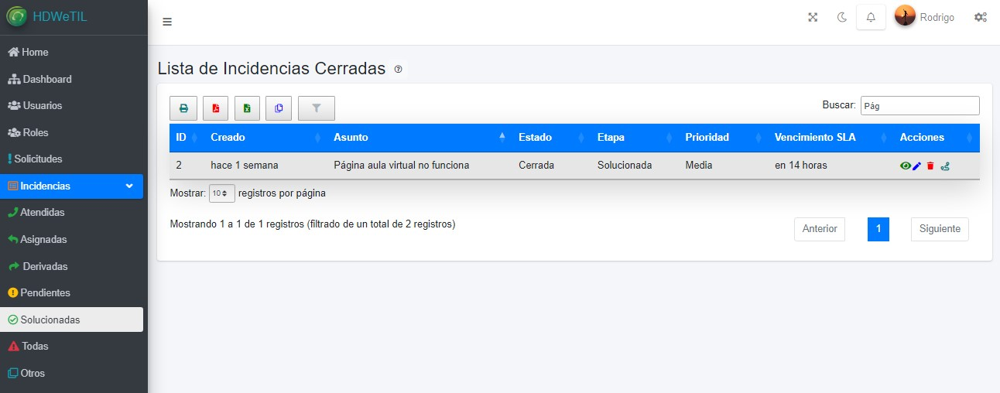 HDWeTIL
Rodrigo
Home
Dashboard
Usuarios
Roles
Solicitudes
Incidencias
Atendidas
Asignadas
Derivadas
Pendientes
Solucionadas
Todas
Otros
Lista de Incidencias Cerradas
Buscar: Pág
ID Creado Asunto Estado Etapa Prioridad Vencimiento SLA Acciones
2 hace 1 semana Página aula virtual no funciona Cerrada Solucionada Media en 14 horas
Mostrar: 10 registros por página
Mostrando 1 a 1 de 1 registros (filtrado de un total de 2 registros)
Anterior 1 Siguiente